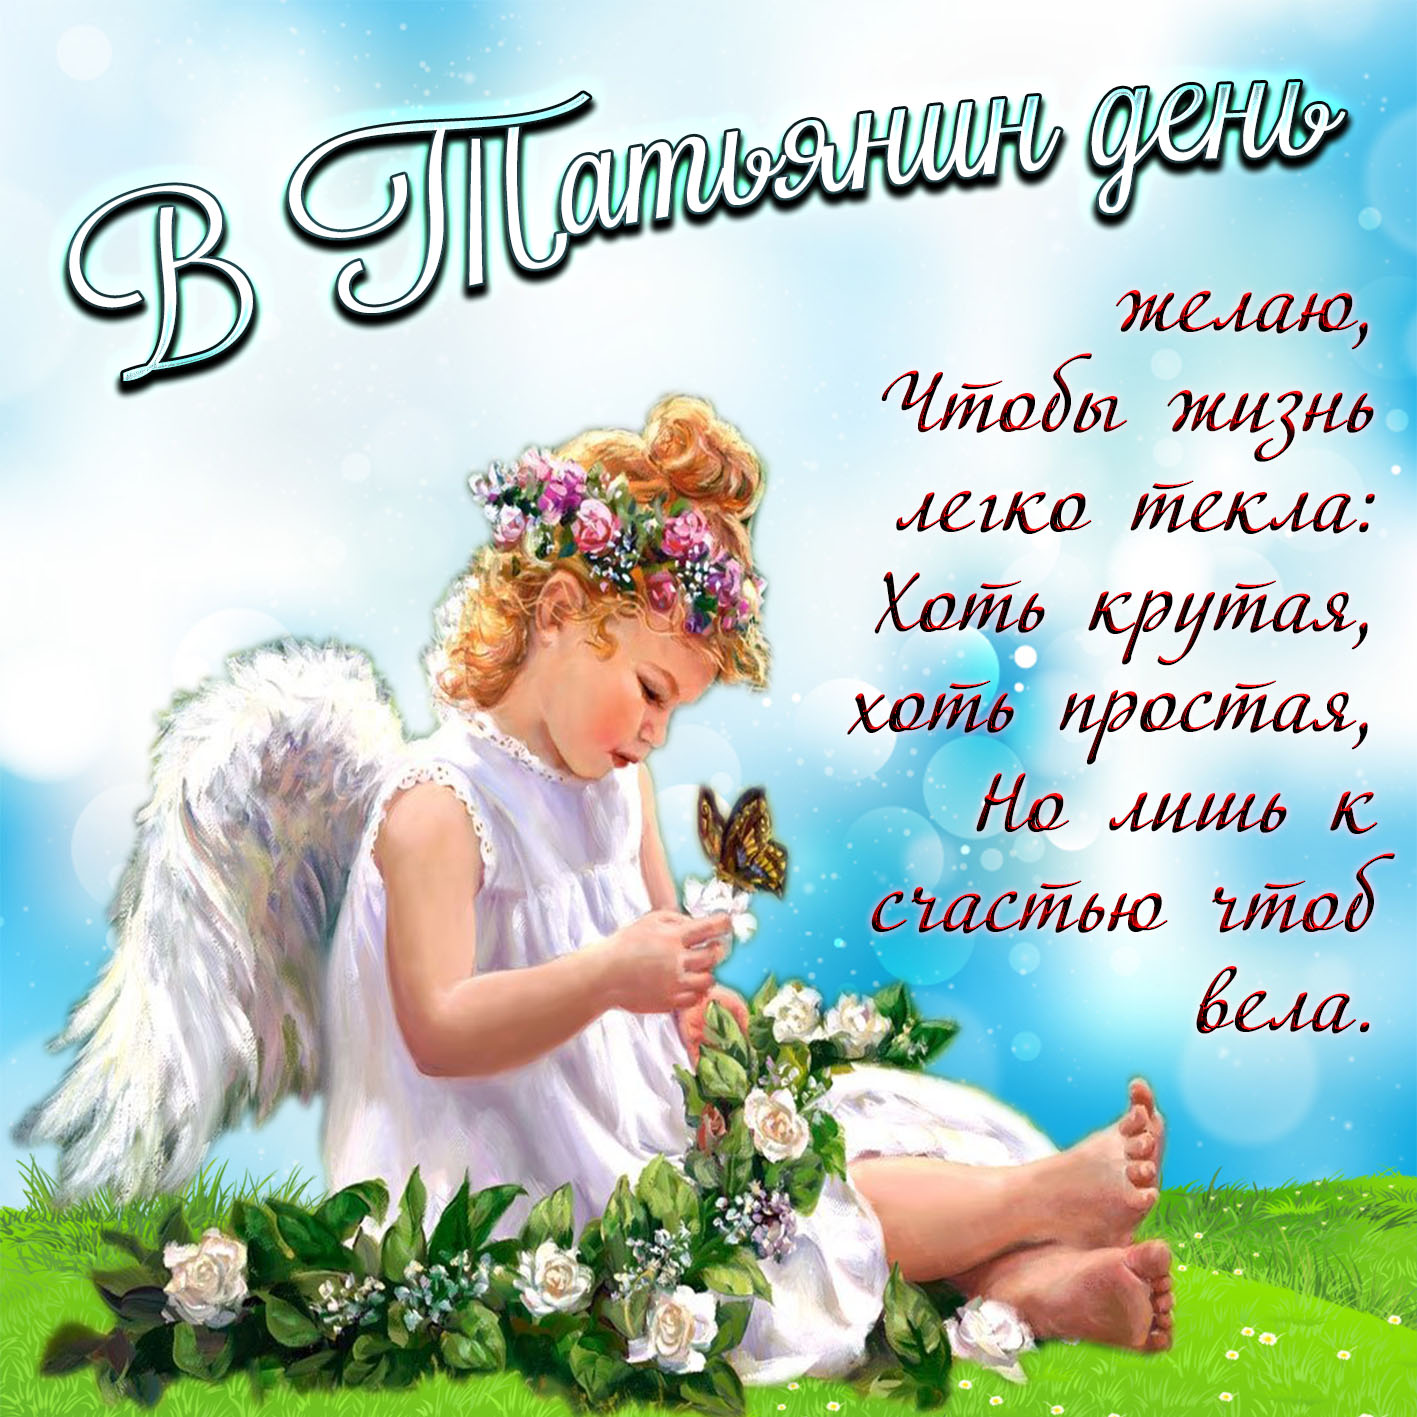 В Татьянин день
желаю,
Чтобы жизнь
легко текла:
Хоть крутая,
хоть простая,
Но лишь к
счастью чтоб
вела.